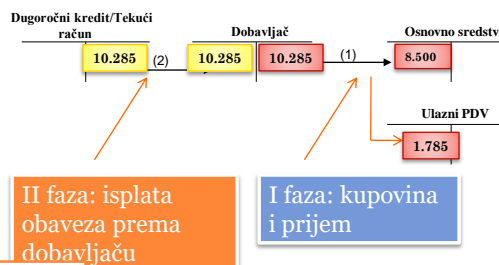 Dugoročni kredit/Tekući
račun
Dobavljač
Osnovno sredstv
10.285
(2)
10.285
10.285
(1)
8.500
Ulazni PDV
1.785
II faza: isplata
obaveza prema
dobavljaču
I faza: kupovina
i prijem